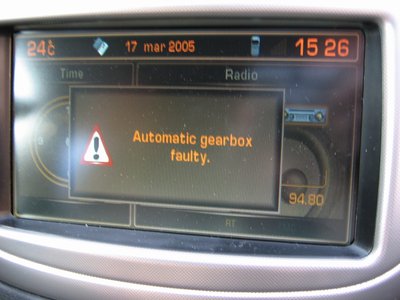 24°c 17 mar 2005 15 26
Time Radio
Automatic gearbox
faulty.
94.80
RT